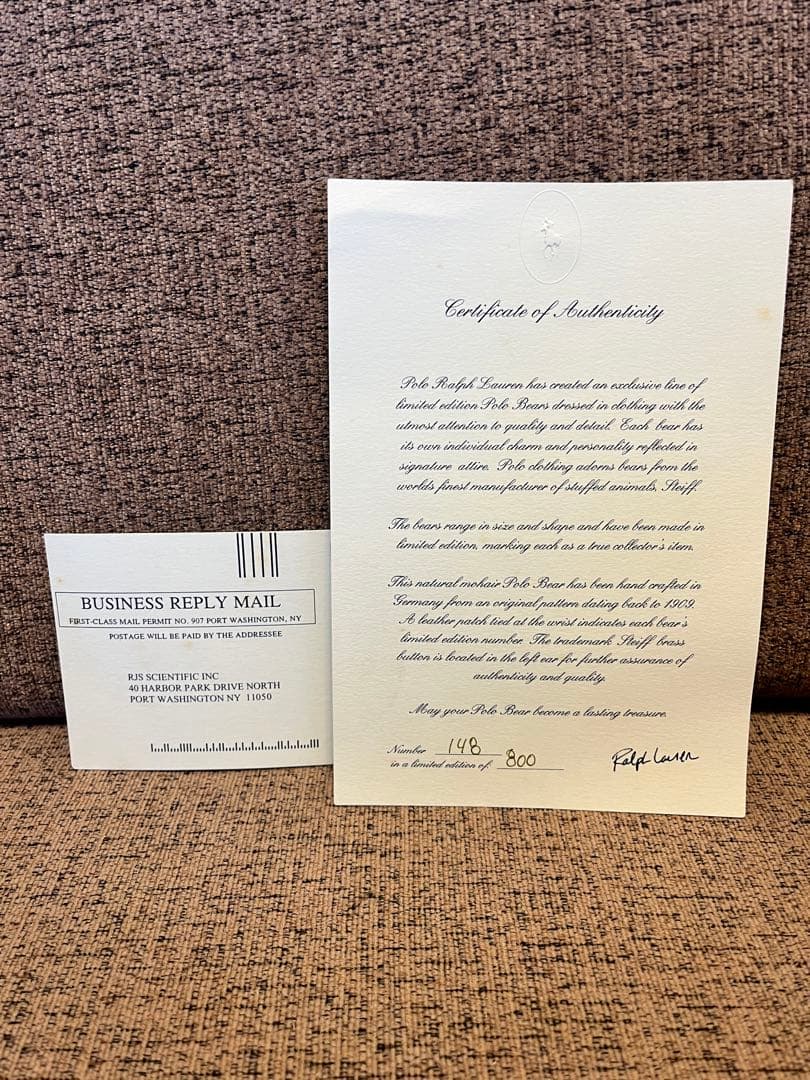 Certificate of Authenticity
Polo Ralph Lauren has created an exclusive line of
limited edition Polo Bears dressed in clothing with the
utmost attention to quality and detail. Each bear has
its own individual charm and personality reflected in
signature attire. Polo clothing adorns bears from the
worlds finest manufacturer of stuffed animals, Steiff.
The bears range in size and shape and have been made in
limited edition, marking each as a true collector's item.
This natural mohair Polo Bear has been hand crafted in
Germany from an original pattern dating back to 1909.
A leather patch tied at the wrist indicates each bear's
limited edition number. The trademark Steiff brass
button is located in the left ear for further assurance of
authenticity and quality.
May your Polo Bear become a lasting treasure.
Number 148
in a limited edition of: 800
Ralph Lauren
BUSINESS REPLY MAIL
FIRST-CLASS MAIL PERMIT NO. 907 PORT WASHINGTON, NY
POSTAGE WILL BE PAID BY THE ADDRESSEE
RJS SCIENTIFIC INC
40 HARBOR PARK DRIVE NORTH
PORT WASHINGTON NY 11050